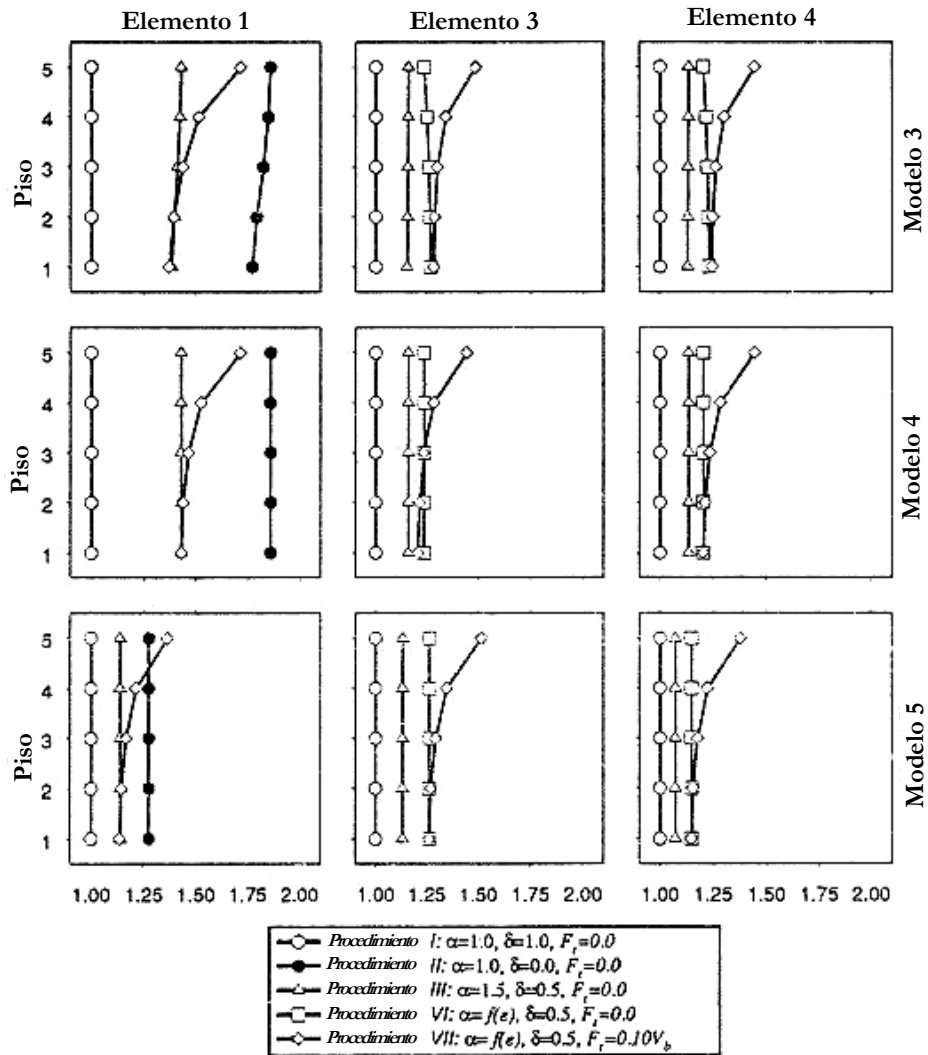 Elemento 1 Elemento 3 Elemento 4
Piso
5
4
3
2
1
Modelo 3
Piso
5
4
3
2
1
Modelo 4
Piso
5
4
3
2
1
Modelo 5
1.00 1.25 1.50 1.75 2.00 1.00 1.25 1.50 1.75 2.00 1.00 1.25 1.50 1.75 2.00
Procedimiento I: α=1.0, δ=1.0, Fₜ=0.0
Procedimiento II: α=1.0, δ=0.0, Fₜ=0.0
Procedimiento III: α=1.5, δ=0.5, Fₜ=0.0
Procedimiento VI: α=f(e), δ=0.5, Fₜ=0.0
Procedimiento VII: α=f(e), δ=0.5, Fₜ=0.10V_b